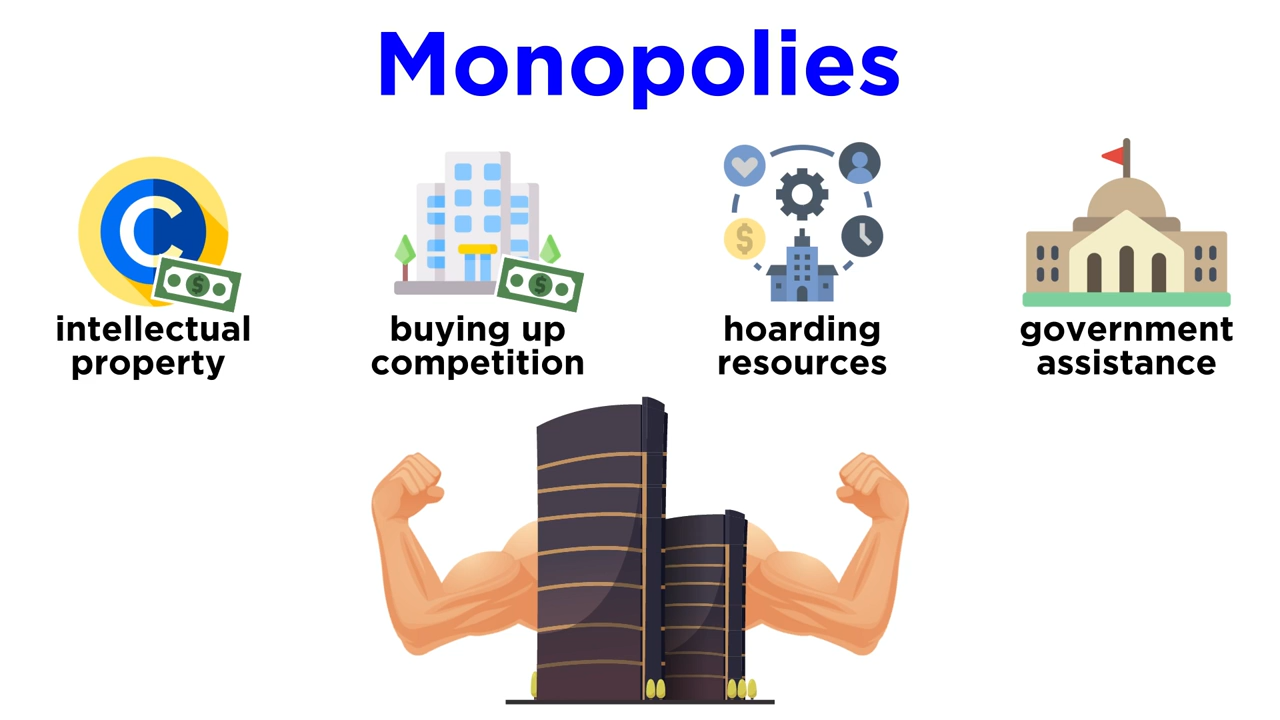 Monopolies
intellectual
property
buying up
competition
hoarding
resources
government
assistance